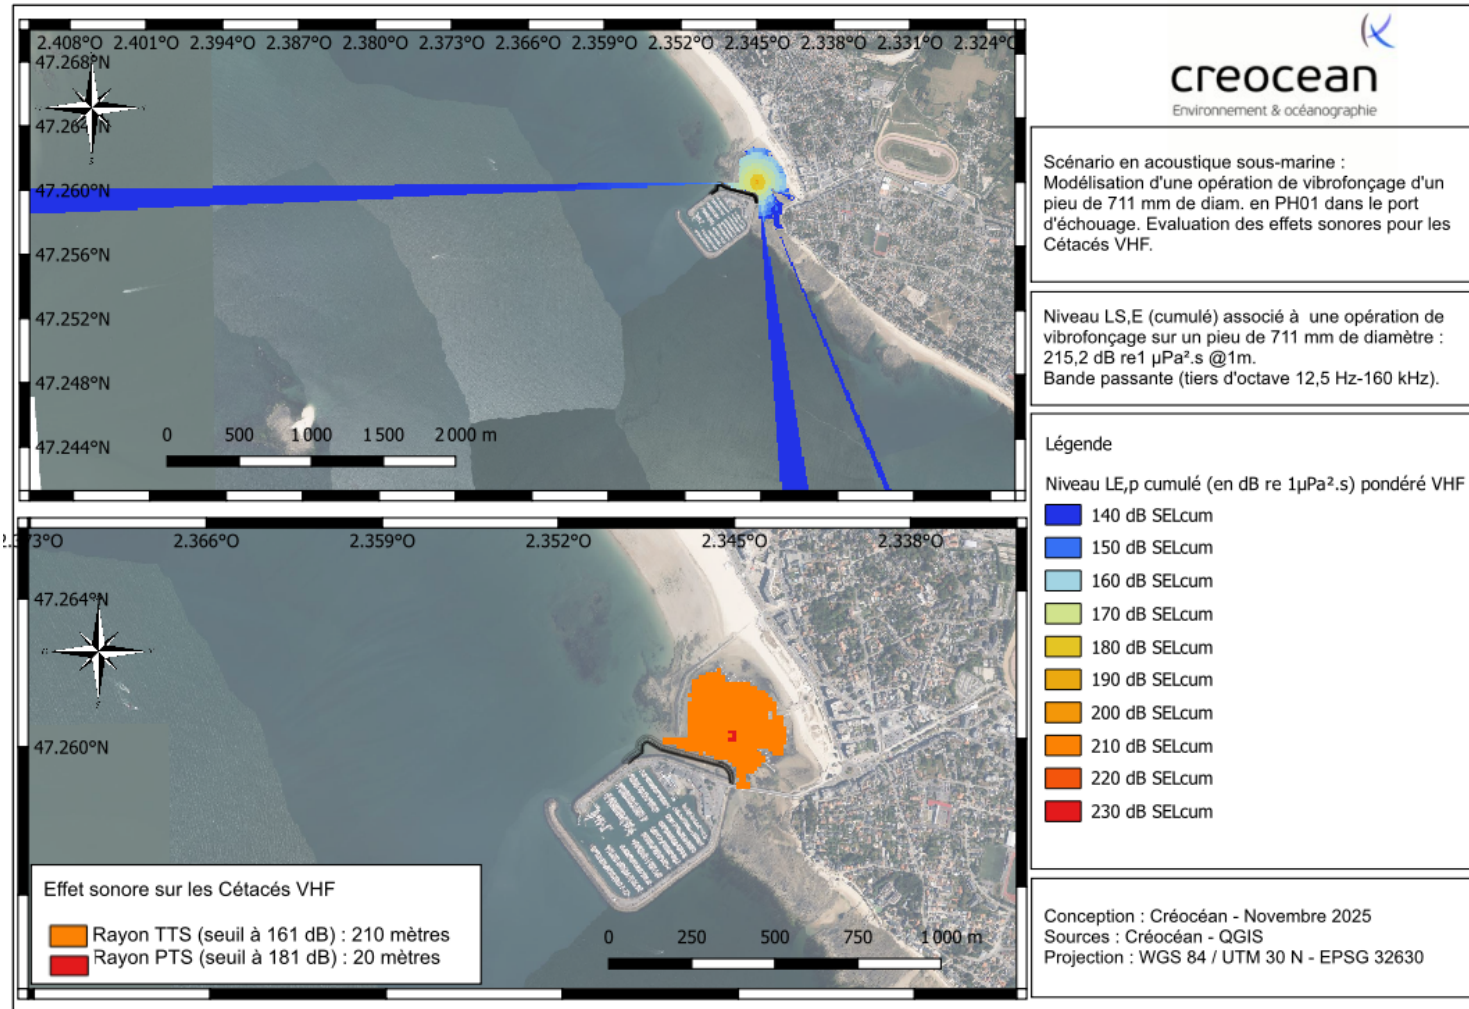 2.408°O 2.401°O 2.394°O 2.387°O 2.380°O 2.373°O 2.366°O 2.359°O 2.352°O 2.345°O 2.338°O 2.331°O 2.324°O
47.268°N
47.264°N
47.260°N
47.256°N
47.252°N
47.248°N
47.244°N
S
0 500 1 000 1 500 2 000 m
2.373°O 2.366°O 2.359°O 2.352°O 2.345°O 2.338°O
47.264°N
47.260°N
S
Effet sonore sur les Cétacés VHF
Rayon TTS (seuil à 161 dB) : 210 mètres
Rayon PTS (seuil à 181 dB) : 20 mètres
0 250 500 750 1 000 m
creocean
Environnement & océanographie
Scénario en acoustique sous-marine :
Modélisation d'une opération de vibrofonçage d'un
pieu de 711 mm de diam. en PH01 dans le port
d'échouage. Evaluation des effets sonores pour les
Cétacés VHF.
Niveau LS,E (cumulé) associé à une opération de
vibrofonçage sur un pieu de 711 mm de diamètre :
215,2 dB re1 µPa².s @1m.
Bande passante (tiers d'octave 12,5 Hz-160 kHz).
Légende
Niveau LE,p cumulé (en dB re 1µPa².s) pondéré VHF
140 dB SELcum
150 dB SELcum
160 dB SELcum
170 dB SELcum
180 dB SELcum
190 dB SELcum
200 dB SELcum
210 dB SELcum
220 dB SELcum
230 dB SELcum
Conception : Créocéan - Novembre 2025
Sources : Créocéan - QGIS
Projection : WGS 84 / UTM 30 N - EPSG 32630